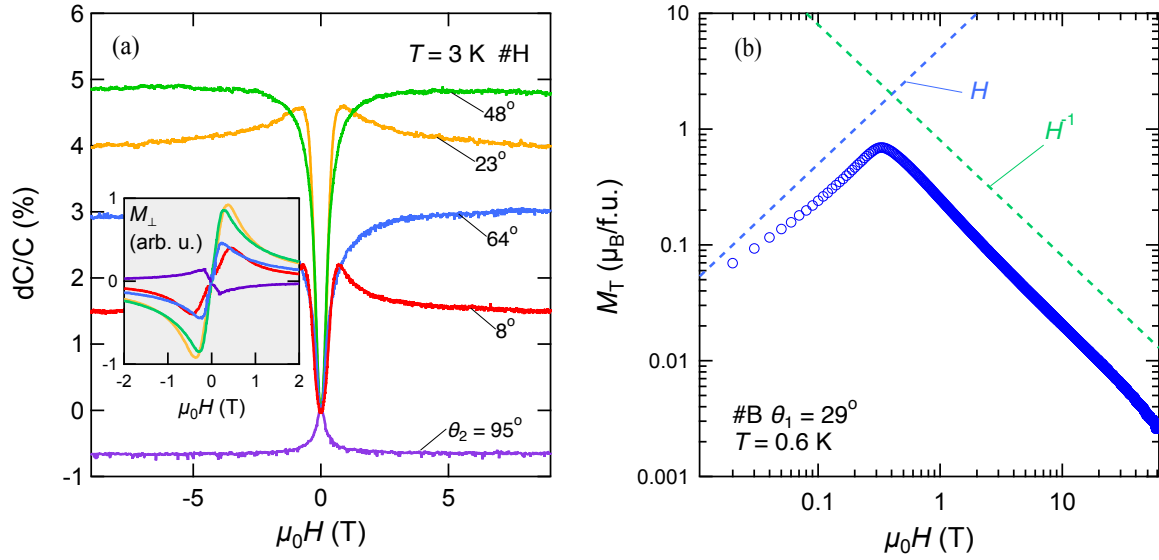 (a)
T = 3 K #H
dC/C (%)
6
5
4
3
2
1
0
-1
48°
23°
64°
8°
θ₂ = 95°
M⊥
(arb. u.)
1
0
-1
-2
-1
0
1
2
μ₀H (T)
-5
0
5
μ₀H (T)
(b)
M_T (μ_B/f.u.)
10
1
0.1
0.01
0.001
H
H⁻¹
#B θ₁ = 29°
T = 0.6 K
0.1
1
10
μ₀H (T)